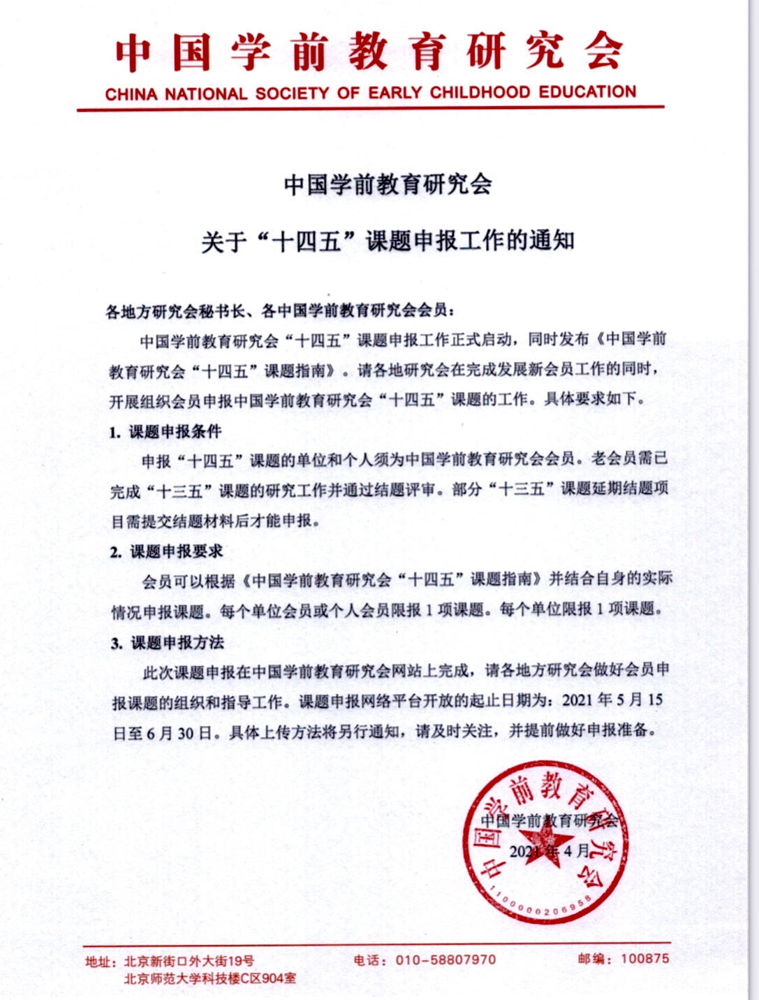 中国学前教育研究会
CHINA NATIONAL SOCIETY OF EARLY CHILDHOOD EDUCATION
中国学前教育研究会
关于“十四五”课题申报工作的通知
各地方研究会秘书长、各中国学前教育研究会会员：
中国学前教育研究会“十四五”课题申报工作正式启动，同时发布《中国学前
教育研究会“十四五”课题指南》。请各地研究会在完成发展新会员工作的同时，
开展组织会员申报中国学前教育研究会“十四五”课题的工作。具体要求如下。
1. 课题申报条件
申报“十四五”课题的单位和个人须为中国学前教育研究会会员。老会员需已
完成“十三五”课题的研究工作并通过结题评审。部分“十三五”课题延期结题项
目需提交结题材料后才能申报。
2. 课题申报要求
会员可以根据《中国学前教育研究会“十四五”课题指南》并结合自身的实际
情况申报课题。每个单位会员或个人会员限报 1 项课题。每个单位限报 1 项课题。
3. 课题申报方法
此次课题申报在中国学前教育研究会网站上完成，请各地方研究会做好会员申
报课题的组织和指导工作。课题申报网络平台开放的起止日期为：2021 年 5 月 15
日至 6 月 30 日。具体上传方法将另行通知，请及时关注，并提前做好申报准备。
中国学前教育研究会
中国学前教育研究会
2021 年 4 月
1100000206958
地址：北京新街口外大街19号 电话：010-58807970 邮编：100875
北京师范大学科技楼C区904室